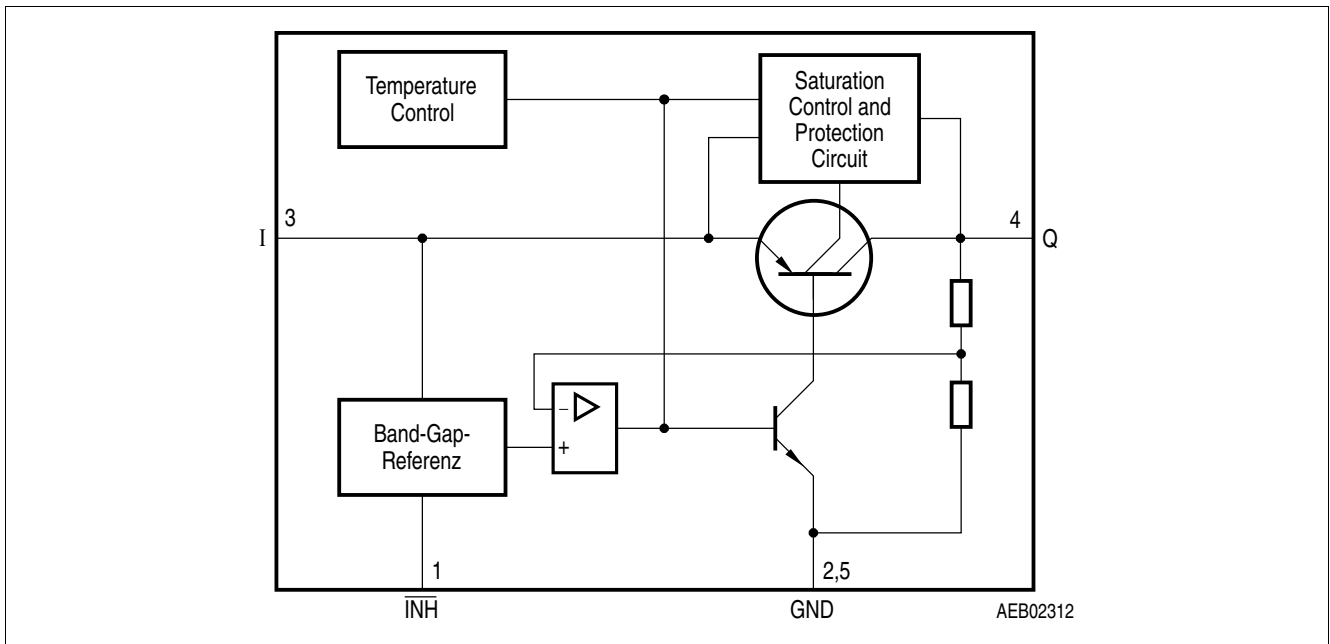 Temperature
Control
Saturation
Control and
Protection
Circuit
I
3
4
Q
Band-Gap-
Referenz
−
+
1
2,5
INH
GND
AEB02312